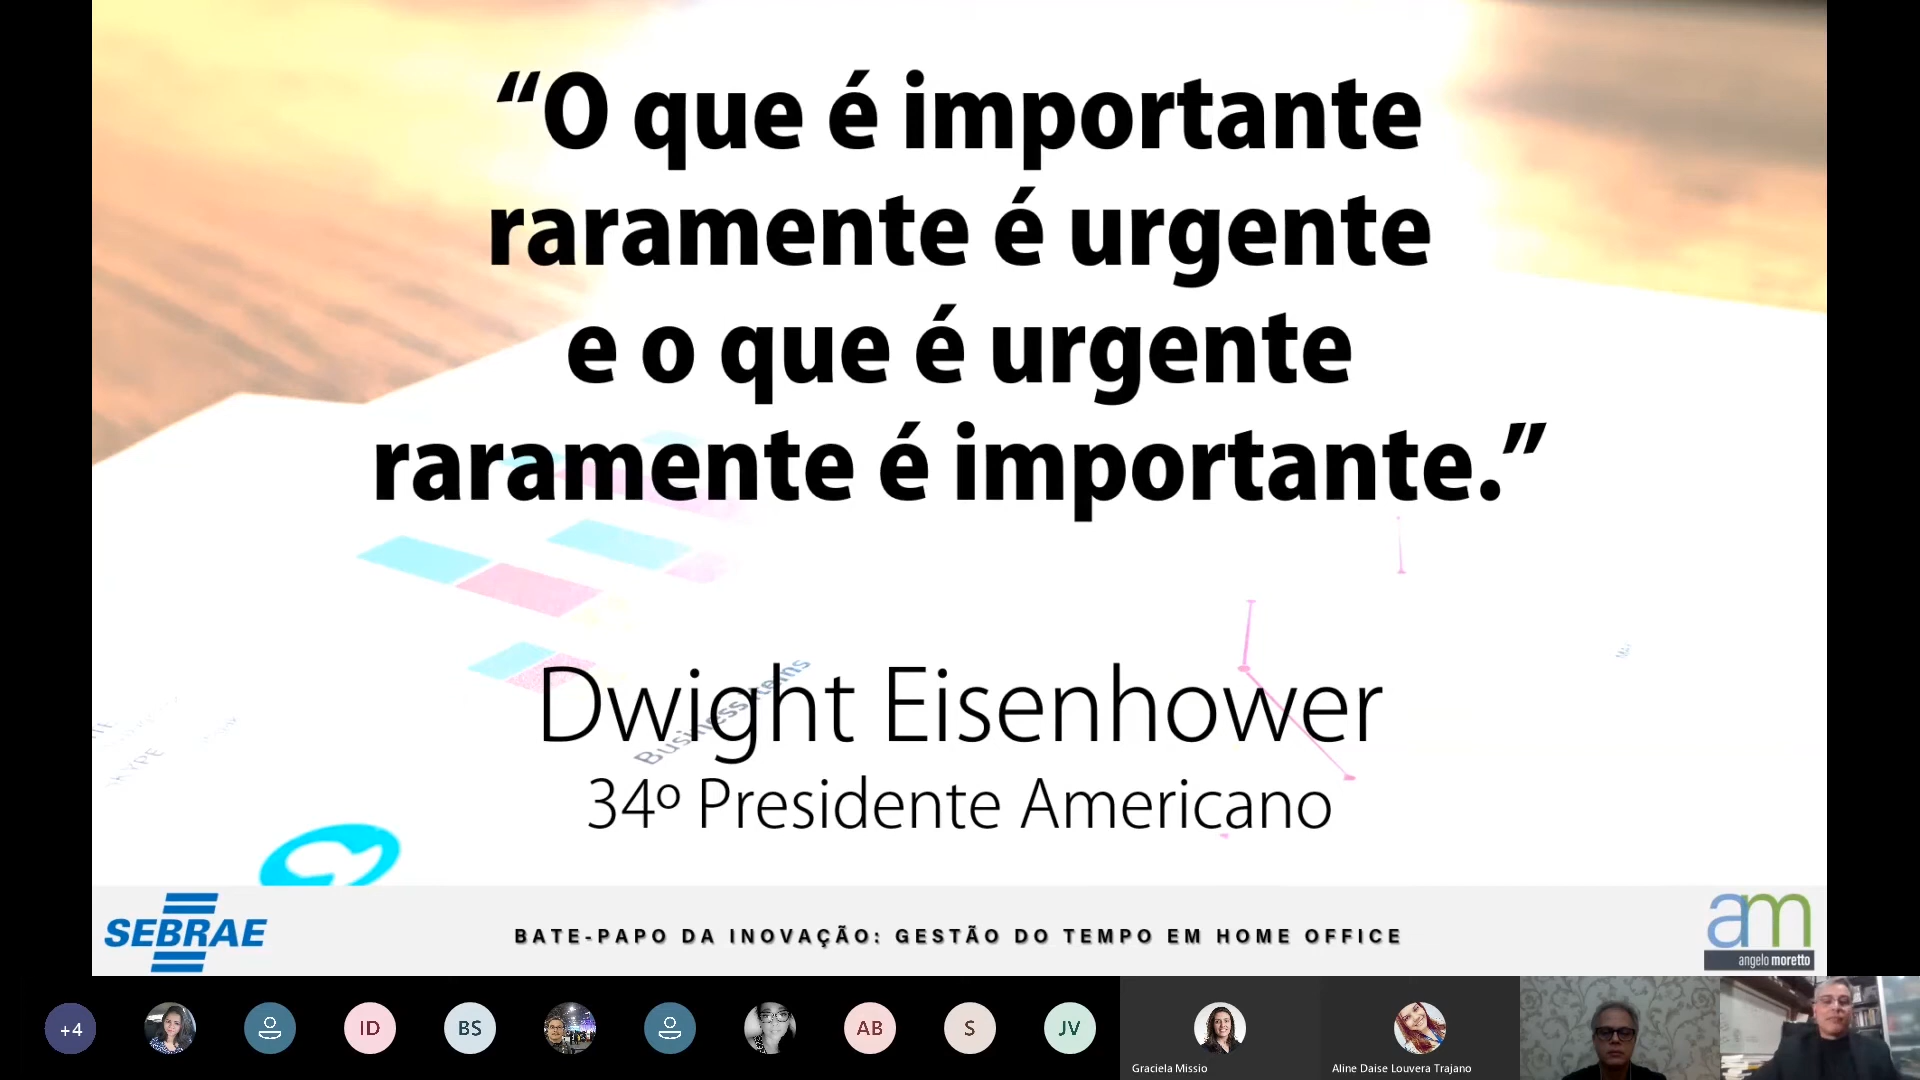 “O que é importante
raramente é urgente
e o que é urgente
raramente é importante.”
Business Items
Dwight Eisenhower
34º Presidente Americano
SEBRAE
BATE-PAPO DA INOVAÇÃO: GESTÃO DO TEMPO EM HOME OFFICE
am
angelo moretto
+4
ID
BS
AB
S
JV
Graciela Missio
Aline Daise Louvera Trajano